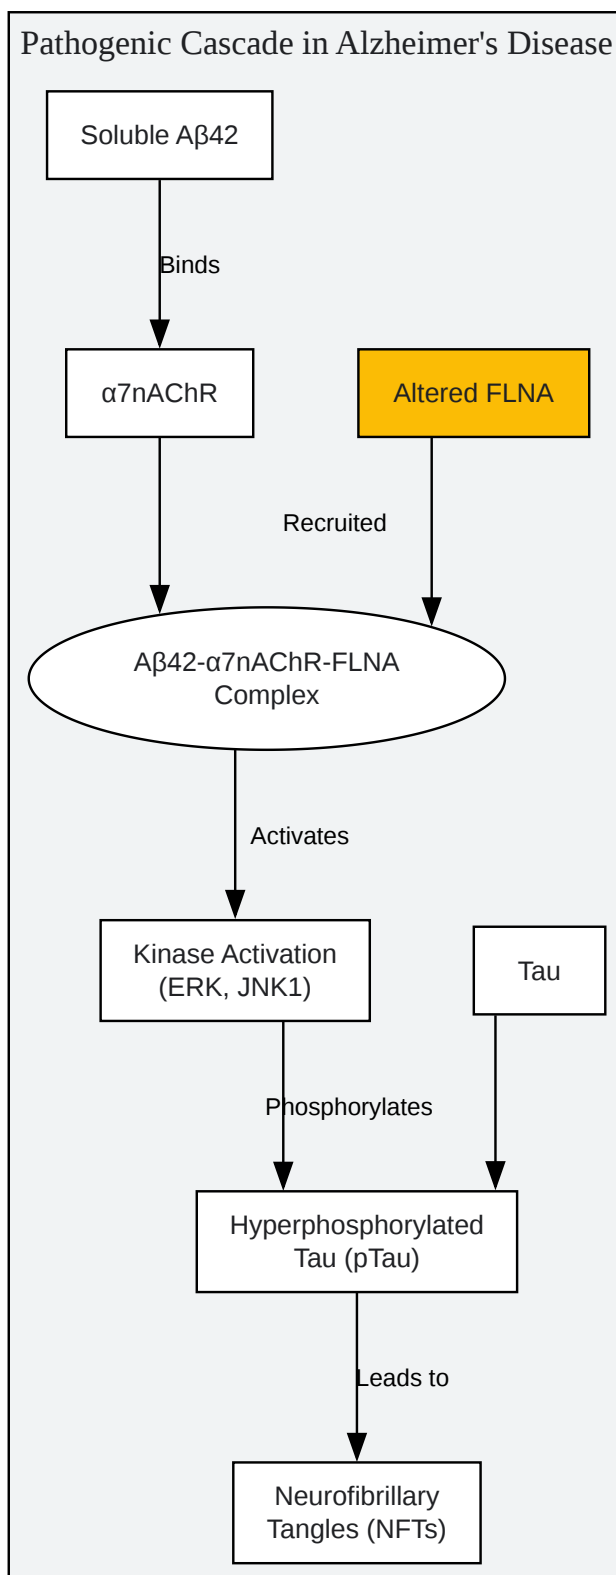 Pathogenic Cascade in Alzheimer's Disease
Soluble Aβ42
Binds
α7nAChR
Altered FLNA
Recruited
Aβ42-α7nAChR-FLNA
Complex
Activates
Kinase Activation
(ERK, JNK1)
Tau
Phosphorylates
Hyperphosphorylated
Tau (pTau)
Leads to
Neurofibrillary
Tangles (NFTs)